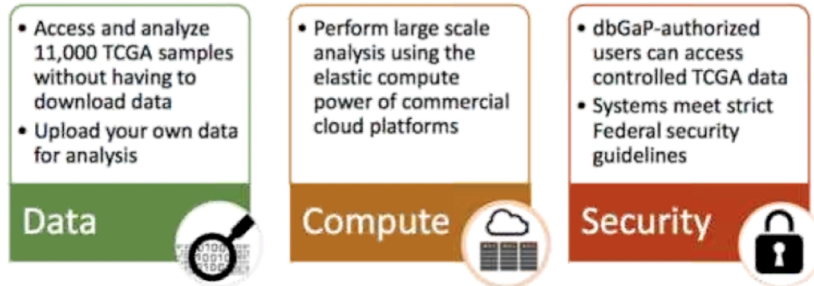 • Access and analyze
11,000 TCGA samples
without having to
download data
• Upload your own data
for analysis
Data
• Perform large scale
analysis using the
elastic compute
power of commercial
cloud platforms
Compute
• dbGaP-authorized
users can access
controlled TCGA data
• Systems meet strict
Federal security
guidelines
Security